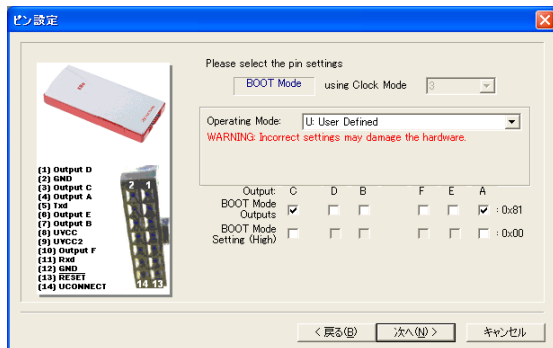 ピン設定
Please select the pin settings
BOOT Mode using Clock Mode 3
Operating Mode: U: User Defined
WARNING: Incorrect settings may damage the hardware.
(1) Output D
(2) GND
(3) Output C
(4) Output A
(5) Txd
(6) Output E
(7) Output B
(8) UVCC
(9) UVCC2
(10) Output F
(11) Rxd
(12) GND
(13) RESET
(14) UCONNECT
2 1
14 13
Output: C D B F E A
BOOT Mode Outputs : 0x81
BOOT Mode Setting (High) : 0x00
< 戻る(B)
次へ(N) >
キャンセル